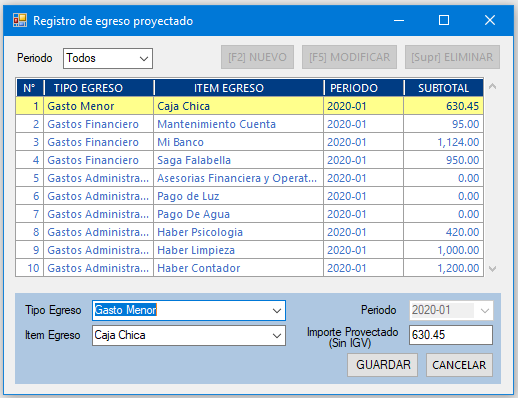 Registro de egreso proyectado
Periodo Todos [F2] NUEVO [F5] MODIFICAR [Supr] ELIMINAR
N° TIPO EGRESO ITEM EGRESO PERIODO SUBTOTAL
1 Gasto Menor Caja Chica 2020-01 630.45
2 Gastos Financiero Mantenimiento Cuenta 2020-01 95.00
3 Gastos Financiero Mi Banco 2020-01 1,124.00
4 Gastos Financiero Saga Falabella 2020-01 950.00
5 Gastos Administra... Asesorias Financiera y Operat... 2020-01 0.00
6 Gastos Administra... Pago de Luz 2020-01 0.00
7 Gastos Administra... Pago De Agua 2020-01 0.00
8 Gastos Administra... Haber Psicologia 2020-01 420.00
9 Gastos Administra... Haber Limpieza 2020-01 1,000.00
10 Gastos Administra... Haber Contador 2020-01 1,200.00
Tipo Egreso Gasto Menor Periodo 2020-01
Item Egreso Caja Chica Importe Proyectado 630.45
(Sin IGV)
GUARDAR CANCELAR